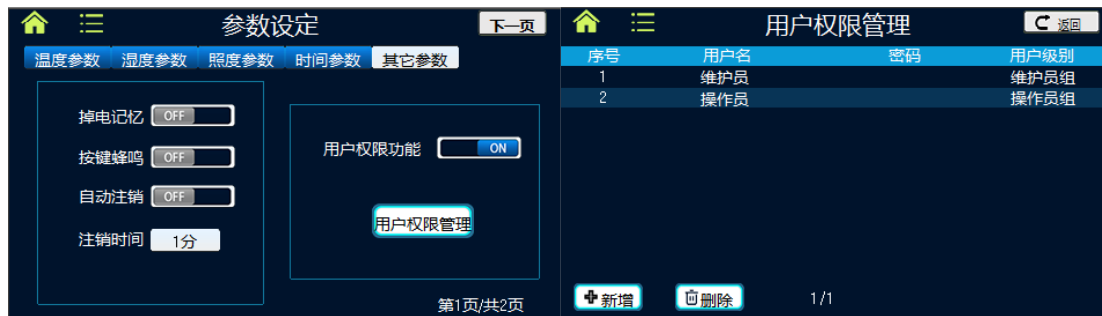 参数设定
下一页
温度参数 湿度参数 照度参数 时间参数 其它参数
掉电记忆 OFF
按键蜂鸣 OFF
自动注销 OFF
注销时间 1分
用户权限功能 ON
用户权限管理
第1页/共2页
用户权限管理
返回
序号 用户名 密码 用户级别
1 维护员 维护员组
2 操作员 操作员组
新增 删除 1/1